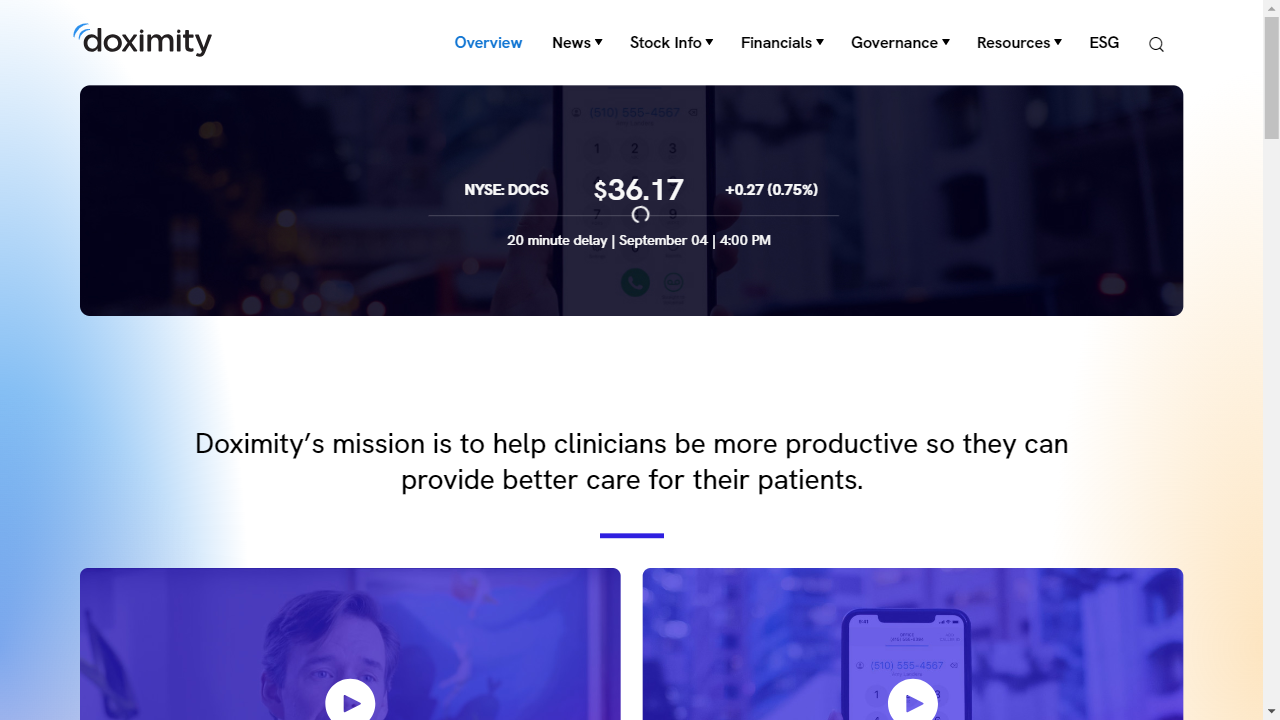 doximity
Overview News Stock Info Financials Governance Resources ESG
(510) 555-4567
1 2 3
NYSE: DOCS $36.17 +0.27 (0.75%)
7 9
20 minute delay | September 04 | 4:00 PM
Doximity’s mission is to help clinicians be more productive so they can
provide better care for their patients.
(510) 555-4567
1 3